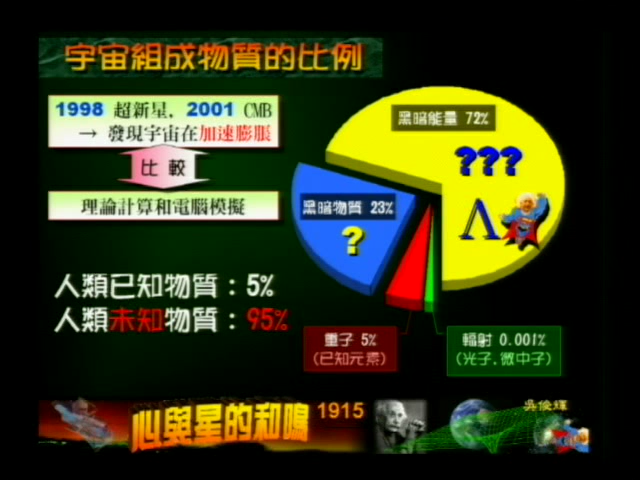 宇宙組成物質的比例
1998 超新星, 2001 CMB
→ 發現宇宙在加速膨脹
比較
理論計算和電腦模擬
黑暗能量 72%
???
Λ
黑暗物質 23%
?
人類已知物質：5%
人類未知物質：95%
重子 5%
(已知元素)
輻射 0.001%
(光子,微中子)
心與星的和鳴 1915
吳俊輝